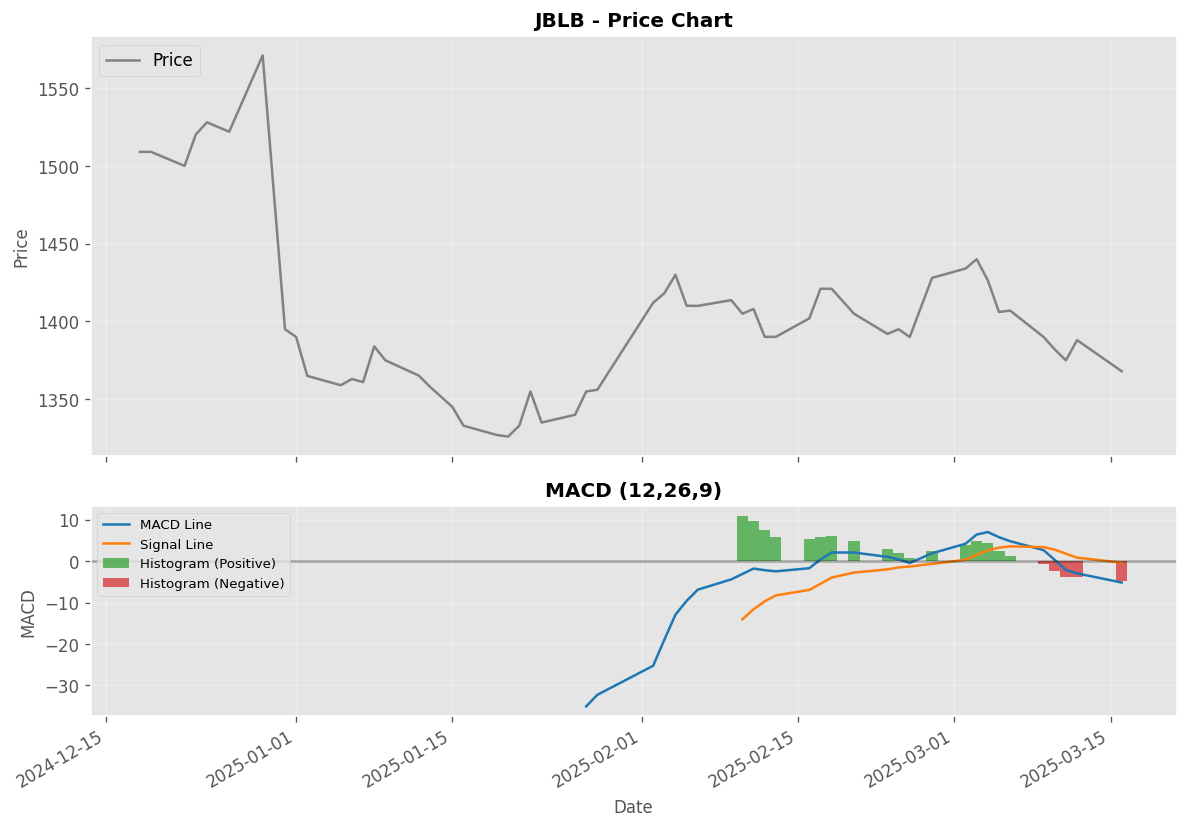 JBLB - Price Chart
Price
1550
1500
1450
1400
1350
Price
MACD (12,26,9)
MACD Line
Signal Line
Histogram (Positive)
Histogram (Negative)
10
0
−10
−20
−30
MACD
2024-12-15
2025-01-01
2025-01-15
2025-02-01
2025-02-15
2025-03-01
2025-03-15
Date